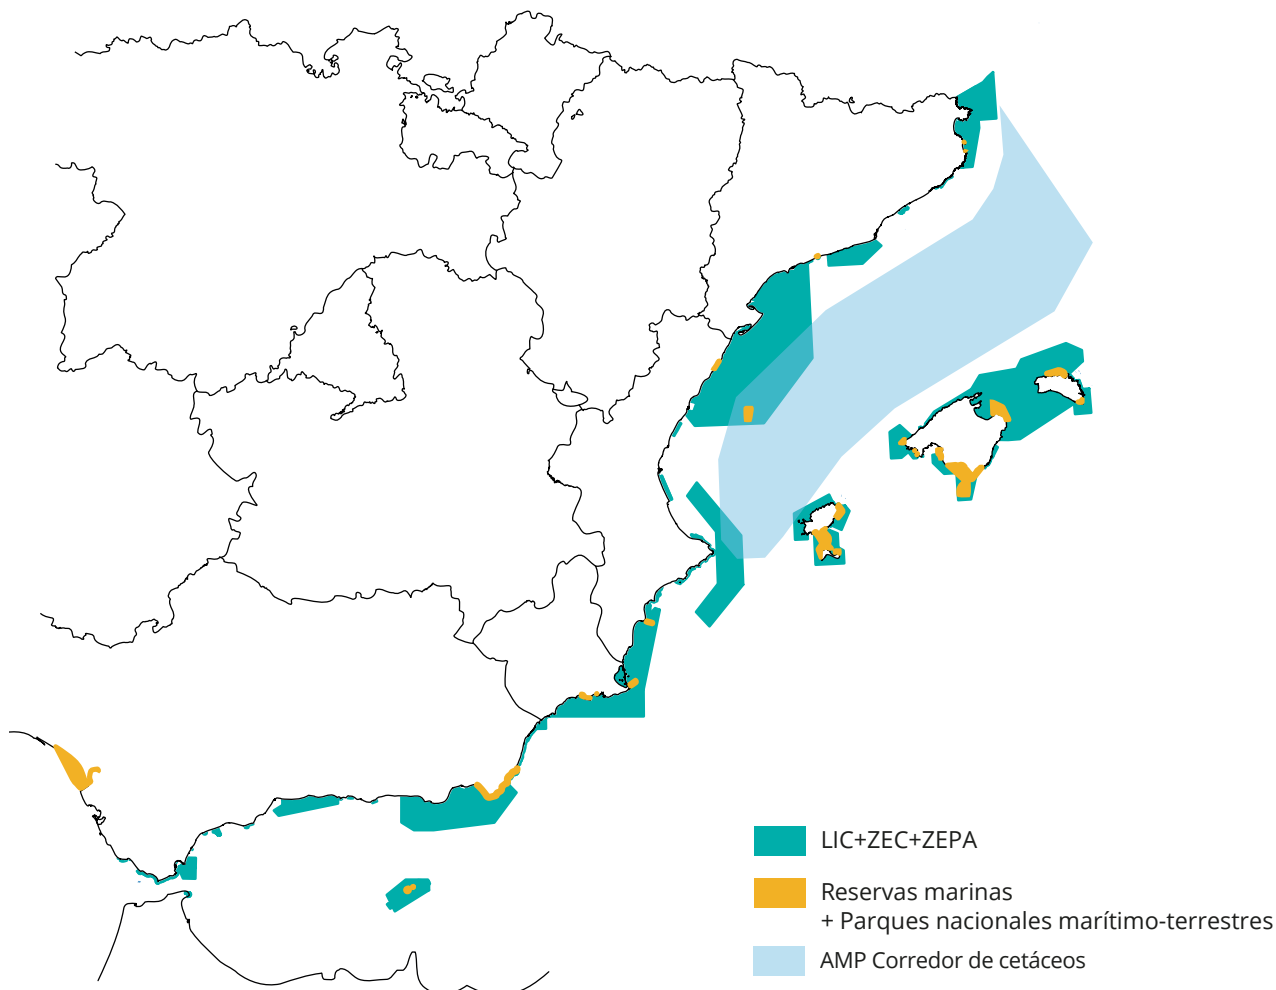 LIC+ZEC+ZEPA
Reservas marinas
+ Parques nacionales marítimo-terrestres
AMP Corredor de cetáceos